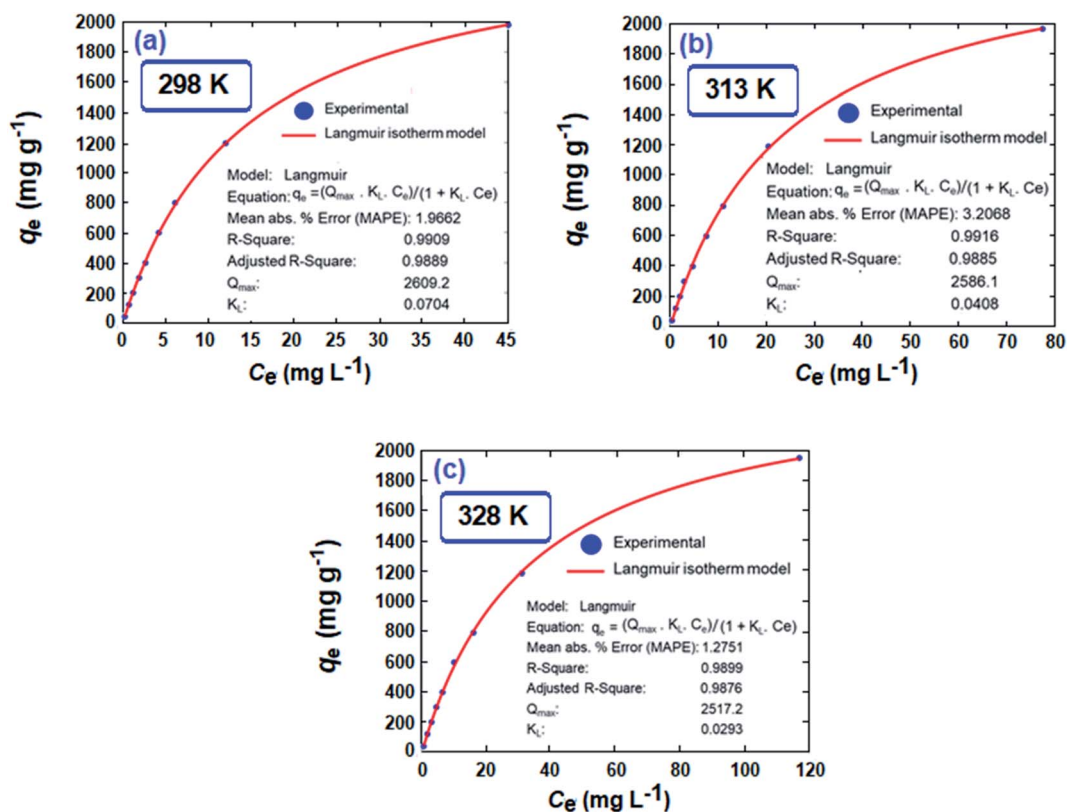 (a)
298 K
Experimental
Langmuir isotherm model
Model: Langmuir
Equation: qe =(Qmax . KL. Ce)/(1 + KL. Ce)
Mean abs. % Error (MAPE): 1.9662
R-Square: 0.9909
Adjusted R-Square: 0.9889
Qmax: 2609.2
KL: 0.0704
qe (mg g-1)
2000
1800
1600
1400
1200
1000
800
600
400
200
0
0 5 10 15 20 25 30 35 40 45
Ce (mg L-1)
(b)
313 K
Experimental
Langmuir isotherm model
Model: Langmuir
Equation: qe =(Qmax . KL. Ce)/(1 + KL. Ce)
Mean abs. % Error (MAPE): 3.2068
R-Square: 0.9916
Adjusted R-Square: 0.9885
Qmax: 2586.1
KL: 0.0408
qe (mg g-1)
2000
1800
1600
1400
1200
1000
800
600
400
200
0
0 10 20 30 40 50 60 70 80
Ce (mg L-1)
(c)
328 K
Experimental
Langmuir isotherm model
Model: Langmuir
Equation: qe = (Qmax . KL. Ce)/(1 + KL. Ce)
Mean abs. % Error (MAPE): 1.2751
R-Square: 0.9899
Adjusted R-Square: 0.9876
Qmax: 2517.2
KL: 0.0293
qe (mg g-1)
2000
1800
1600
1400
1200
1000
800
600
400
200
0
0 20 40 60 80 100 120
Ce (mg L-1)